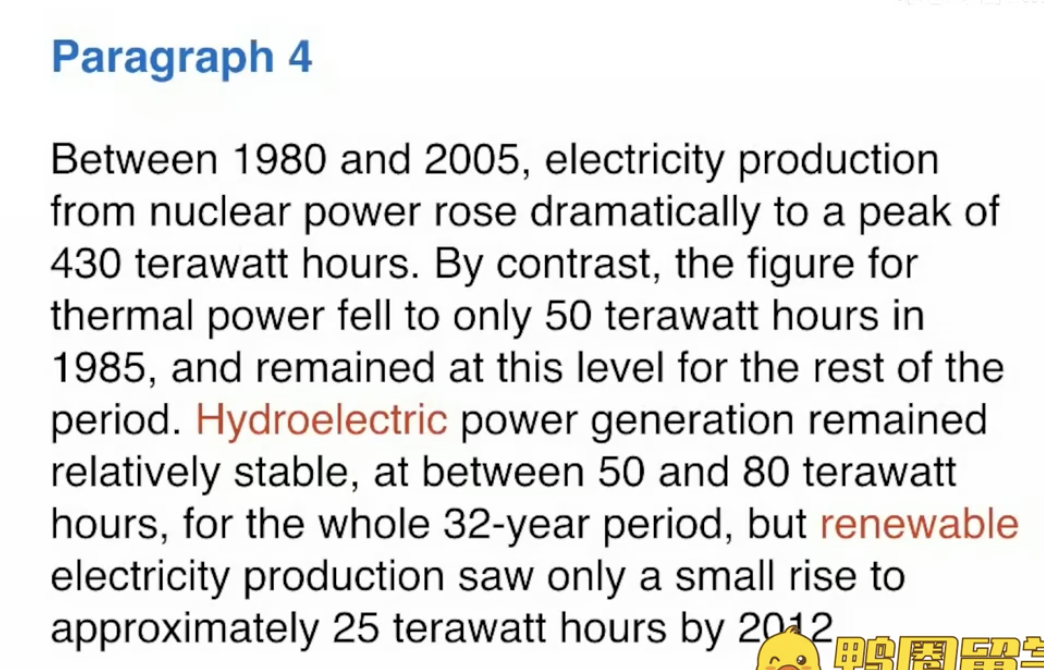 Paragraph 4
Between 1980 and 2005, electricity production
from nuclear power rose dramatically to a peak of
430 terawatt hours. By contrast, the figure for
thermal power fell to only 50 terawatt hours in
1985, and remained at this level for the rest of the
period. Hydroelectric power generation remained
relatively stable, at between 50 and 80 terawatt
hours, for the whole 32-year period, but renewable
electricity production saw only a small rise to
approximately 25 terawatt hours by 2012
鸭圈留学